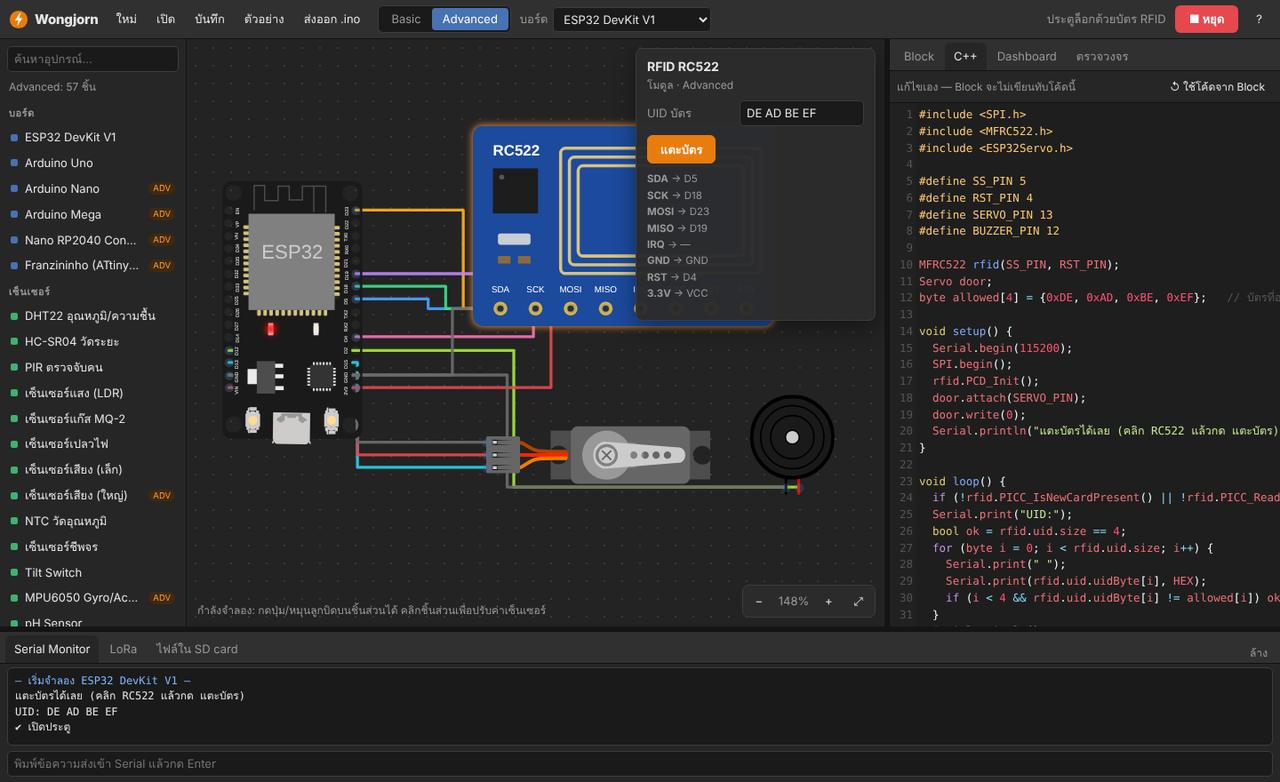 Wongjorn ใหม่ เปิด บันทึก ตัวอย่าง ส่งออก .ino Basic Advanced บอร์ด ESP32 DevKit V1 ประตูล็อกด้วยบัตร RFID หยุด ?
ค้นหาอุปกรณ์...
Advanced: 57 ชิ้น
บอร์ด
ESP32 DevKit V1
Arduino Uno
Arduino Nano ADV
Arduino Mega ADV
Nano RP2040 Con... ADV
Franzininho (ATtiny... ADV
เซ็นเซอร์
DHT22 อุณหภูมิ/ความชื้น
HC-SR04 วัดระยะ
PIR ตรวจจับคน
เซ็นเซอร์แสง (LDR)
เซ็นเซอร์แก๊ส MQ-2
เซ็นเซอร์เปลวไฟ
เซ็นเซอร์เสียง (เล็ก)
เซ็นเซอร์เสียง (ใหญ่) ADV
NTC วัดอุณหภูมิ
เซ็นเซอร์ชีพจร
Tilt Switch
MPU6050 Gyro/Ac... ADV
pH Sensor
ESP32
RC522
SDA SCK MOSI MISO
RFID RC522
โมดูล · Advanced
UID บัตร DE AD BE EF
แตะบัตร
SDA → D5
SCK → D18
MOSI → D23
MISO → D19
IRQ → —
GND → GND
RST → D4
3.3V → VCC
กำลังจำลอง: กดปุ่ม/หมุนลูกบิดบนชิ้นส่วนได้ คลิกชิ้นส่วนเพื่อปรับค่าเซ็นเซอร์
− 148% +
Block C++ Dashboard ตรวจวงจร
แก้ไขเอง — Block จะไม่เขียนทับโค้ดนี้ ↺ ใช้โค้ดจาก Block
1 #include <SPI.h>
2 #include <MFRC522.h>
3 #include <ESP32Servo.h>
4
5 #define SS_PIN 5
6 #define RST_PIN 4
7 #define SERVO_PIN 13
8 #define BUZZER_PIN 12
9
10 MFRC522 rfid(SS_PIN, RST_PIN);
11 Servo door;
12 byte allowed[4] = {0xDE, 0xAD, 0xBE, 0xEF}; // บัตรที่อ
13
14 void setup() {
15 Serial.begin(115200);
16 SPI.begin();
17 rfid.PCD_Init();
18 door.attach(SERVO_PIN);
19 door.write(0);
20 Serial.println("แตะบัตรได้เลย (คลิก RC522 แล้วกด แตะบัตร)
21 }
22
23 void loop() {
24 if (!rfid.PICC_IsNewCardPresent() || !rfid.PICC_Read
25 Serial.print("UID:");
26 bool ok = rfid.uid.size == 4;
27 for (byte i = 0; i < rfid.uid.size; i++) {
28 Serial.print(" ");
29 Serial.print(rfid.uid.uidByte[i], HEX);
30 if (i < 4 && rfid.uid.uidByte[i] != allowed[i]) ok
31 }
Serial Monitor LoRa ไฟล์ใน SD card ล้าง
— เริ่มจำลอง ESP32 DevKit V1 —
แตะบัตรได้เลย (คลิก RC522 แล้วกด แตะบัตร)
UID: DE AD BE EF
✔ เปิดประตู
พิมพ์ข้อความส่งเข้า Serial แล้วกด Enter